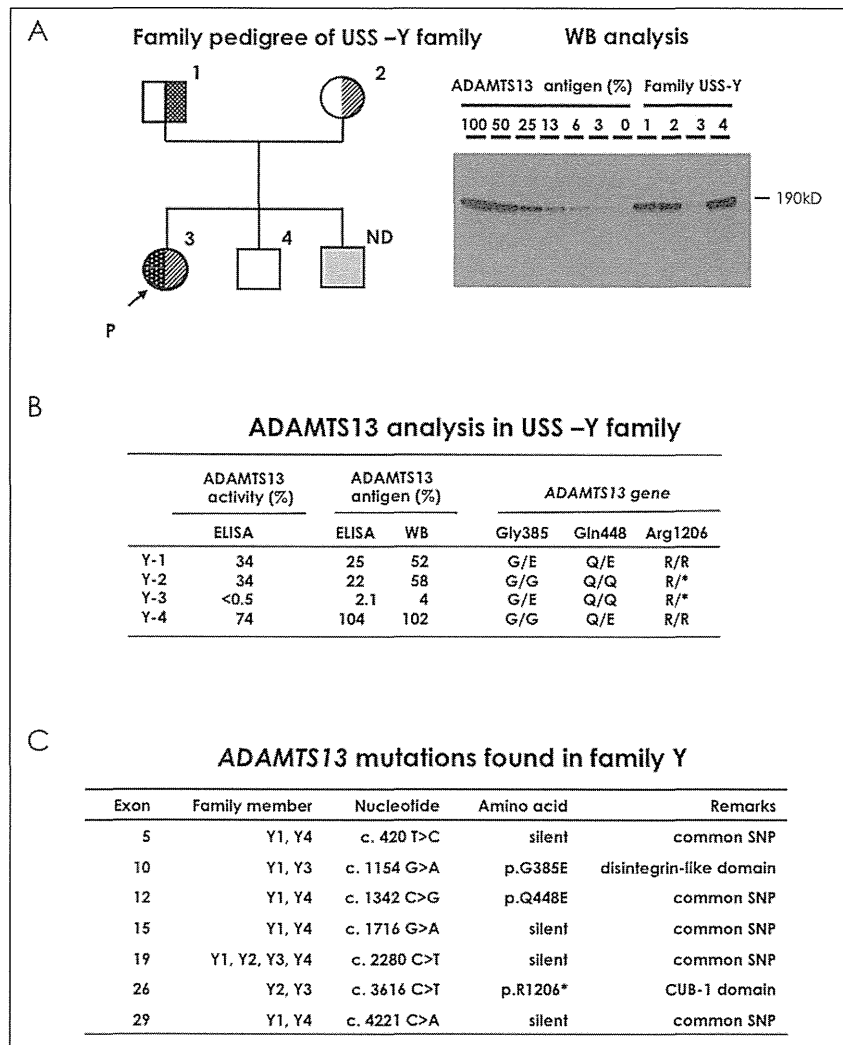 A
Family pedigree of USS –Y family
WB analysis
1
2
3
4
ND
P
ADAMTS13 antigen (%) Family USS-Y
100 50 25 13 6 3 0 1 2 3 4
190kD
B
ADAMTS13 analysis in USS –Y family
ADAMTS13 activity (%) ADAMTS13 antigen (%) ADAMTS13 gene
ELISA ELISA WB Gly385 Gln448 Arg1206
Y-1 34 25 52 G/E Q/E R/R
Y-2 34 22 58 G/G Q/Q R/*
Y-3 <0.5 2.1 4 G/E Q/Q R/*
Y-4 74 104 102 G/G Q/E R/R
C
ADAMTS13 mutations found in family Y
Exon Family member Nucleotide Amino acid Remarks
5 Y1, Y4 c. 420 T>C silent common SNP
10 Y1, Y3 c. 1154 G>A p.G385E disintegrin-like domain
12 Y1, Y4 c. 1342 C>G p.Q448E common SNP
15 Y1, Y4 c. 1716 G>A silent common SNP
19 Y1, Y2, Y3, Y4 c. 2280 C>T silent common SNP
26 Y2, Y3 c. 3616 C>T p.R1206* CUB-1 domain
29 Y1, Y4 c. 4221 C>A silent common SNP